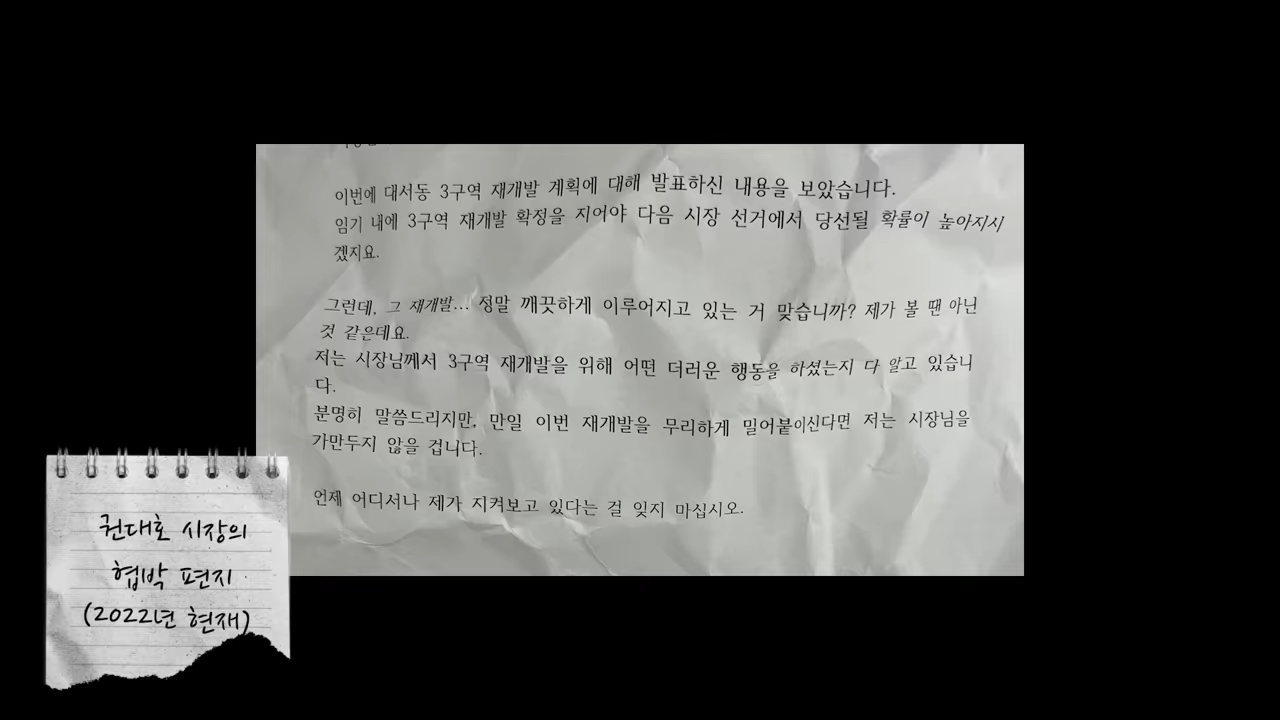 이번에 대서동 3구역 재개발 계획에 대해 발표하신 내용을 보았습니다.
임기 내에 3구역 재개발 확정을 지어야 다음 시장 선거에서 당선될 확률이 높아지시
겠지요.
그런데, 그 재개발... 정말 깨끗하게 이루어지고 있는 거 맞습니까? 제가 볼 땐 아닌
것 같은데요.
저는 시장님께서 3구역 재개발을 위해 어떤 더러운 행동을 하셨는지 다 알고 있습니
다.
분명히 말씀드리지만, 만일 이번 재개발을 무리하게 밀어붙이신다면 저는 시장님을
가만두지 않을 겁니다.
언제 어디서나 제가 지켜보고 있다는 걸 잊지 마십시오.
권대호 시장의
협박 편지
(2022년 현재)